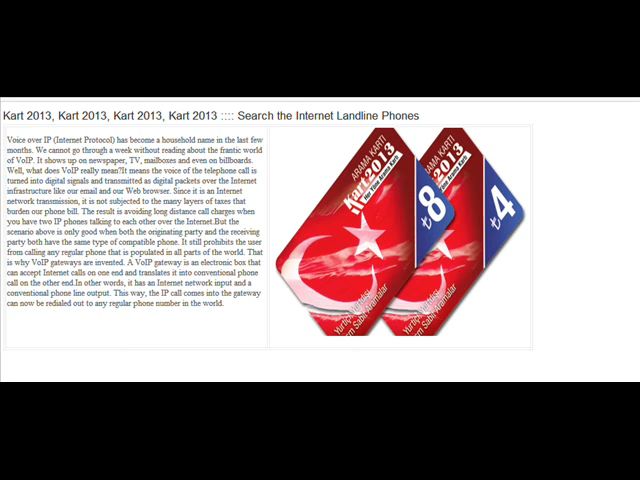 Kart 2013, Kart 2013, Kart 2013, Kart 2013 :::: Search the Internet Landline Phones
Voice over IP (Internet Protocol) has become a household name in the last few
months. We cannot go through a week without reading about the frantic world
of VoIP. It shows up on newspaper, TV, mailboxes and even on billboards.
Well, what does VoIP really mean?It means the voice of the telephone call is
turned into digital signals and transmitted as digital packets over the Internet
infrastructure like our email and our Web browser. Since it is an Internet
network transmission, it is not subjected to the many layers of taxes that
burden our phone bill. The result is avoiding long distance call charges when
you have two IP phones talking to each other over the Internet.But the
scenario above is only good when both the originating party and the receiving
party both have the same type of compatible phone. It still prohibits the user
from calling any regular phone that is populated in all parts of the world. That
is why VoIP gateways are invented. A VoIP gateway is an electronic box that
can accept Internet calls on one end and translates it into conventional phone
call on the other end.In other words, it has an Internet network input and a
conventional phone line output. This way, the IP call comes into the gateway
can now be redialed out to any regular phone number in the world.
ARAMA KARTI
Kart 2013
Her Yöne Arama Kartı
₺8
Yurtiçi
Sabit Aramalar
ARAMA KARTI
2013
Arama Kartı
₺4
Sabit Aramalar